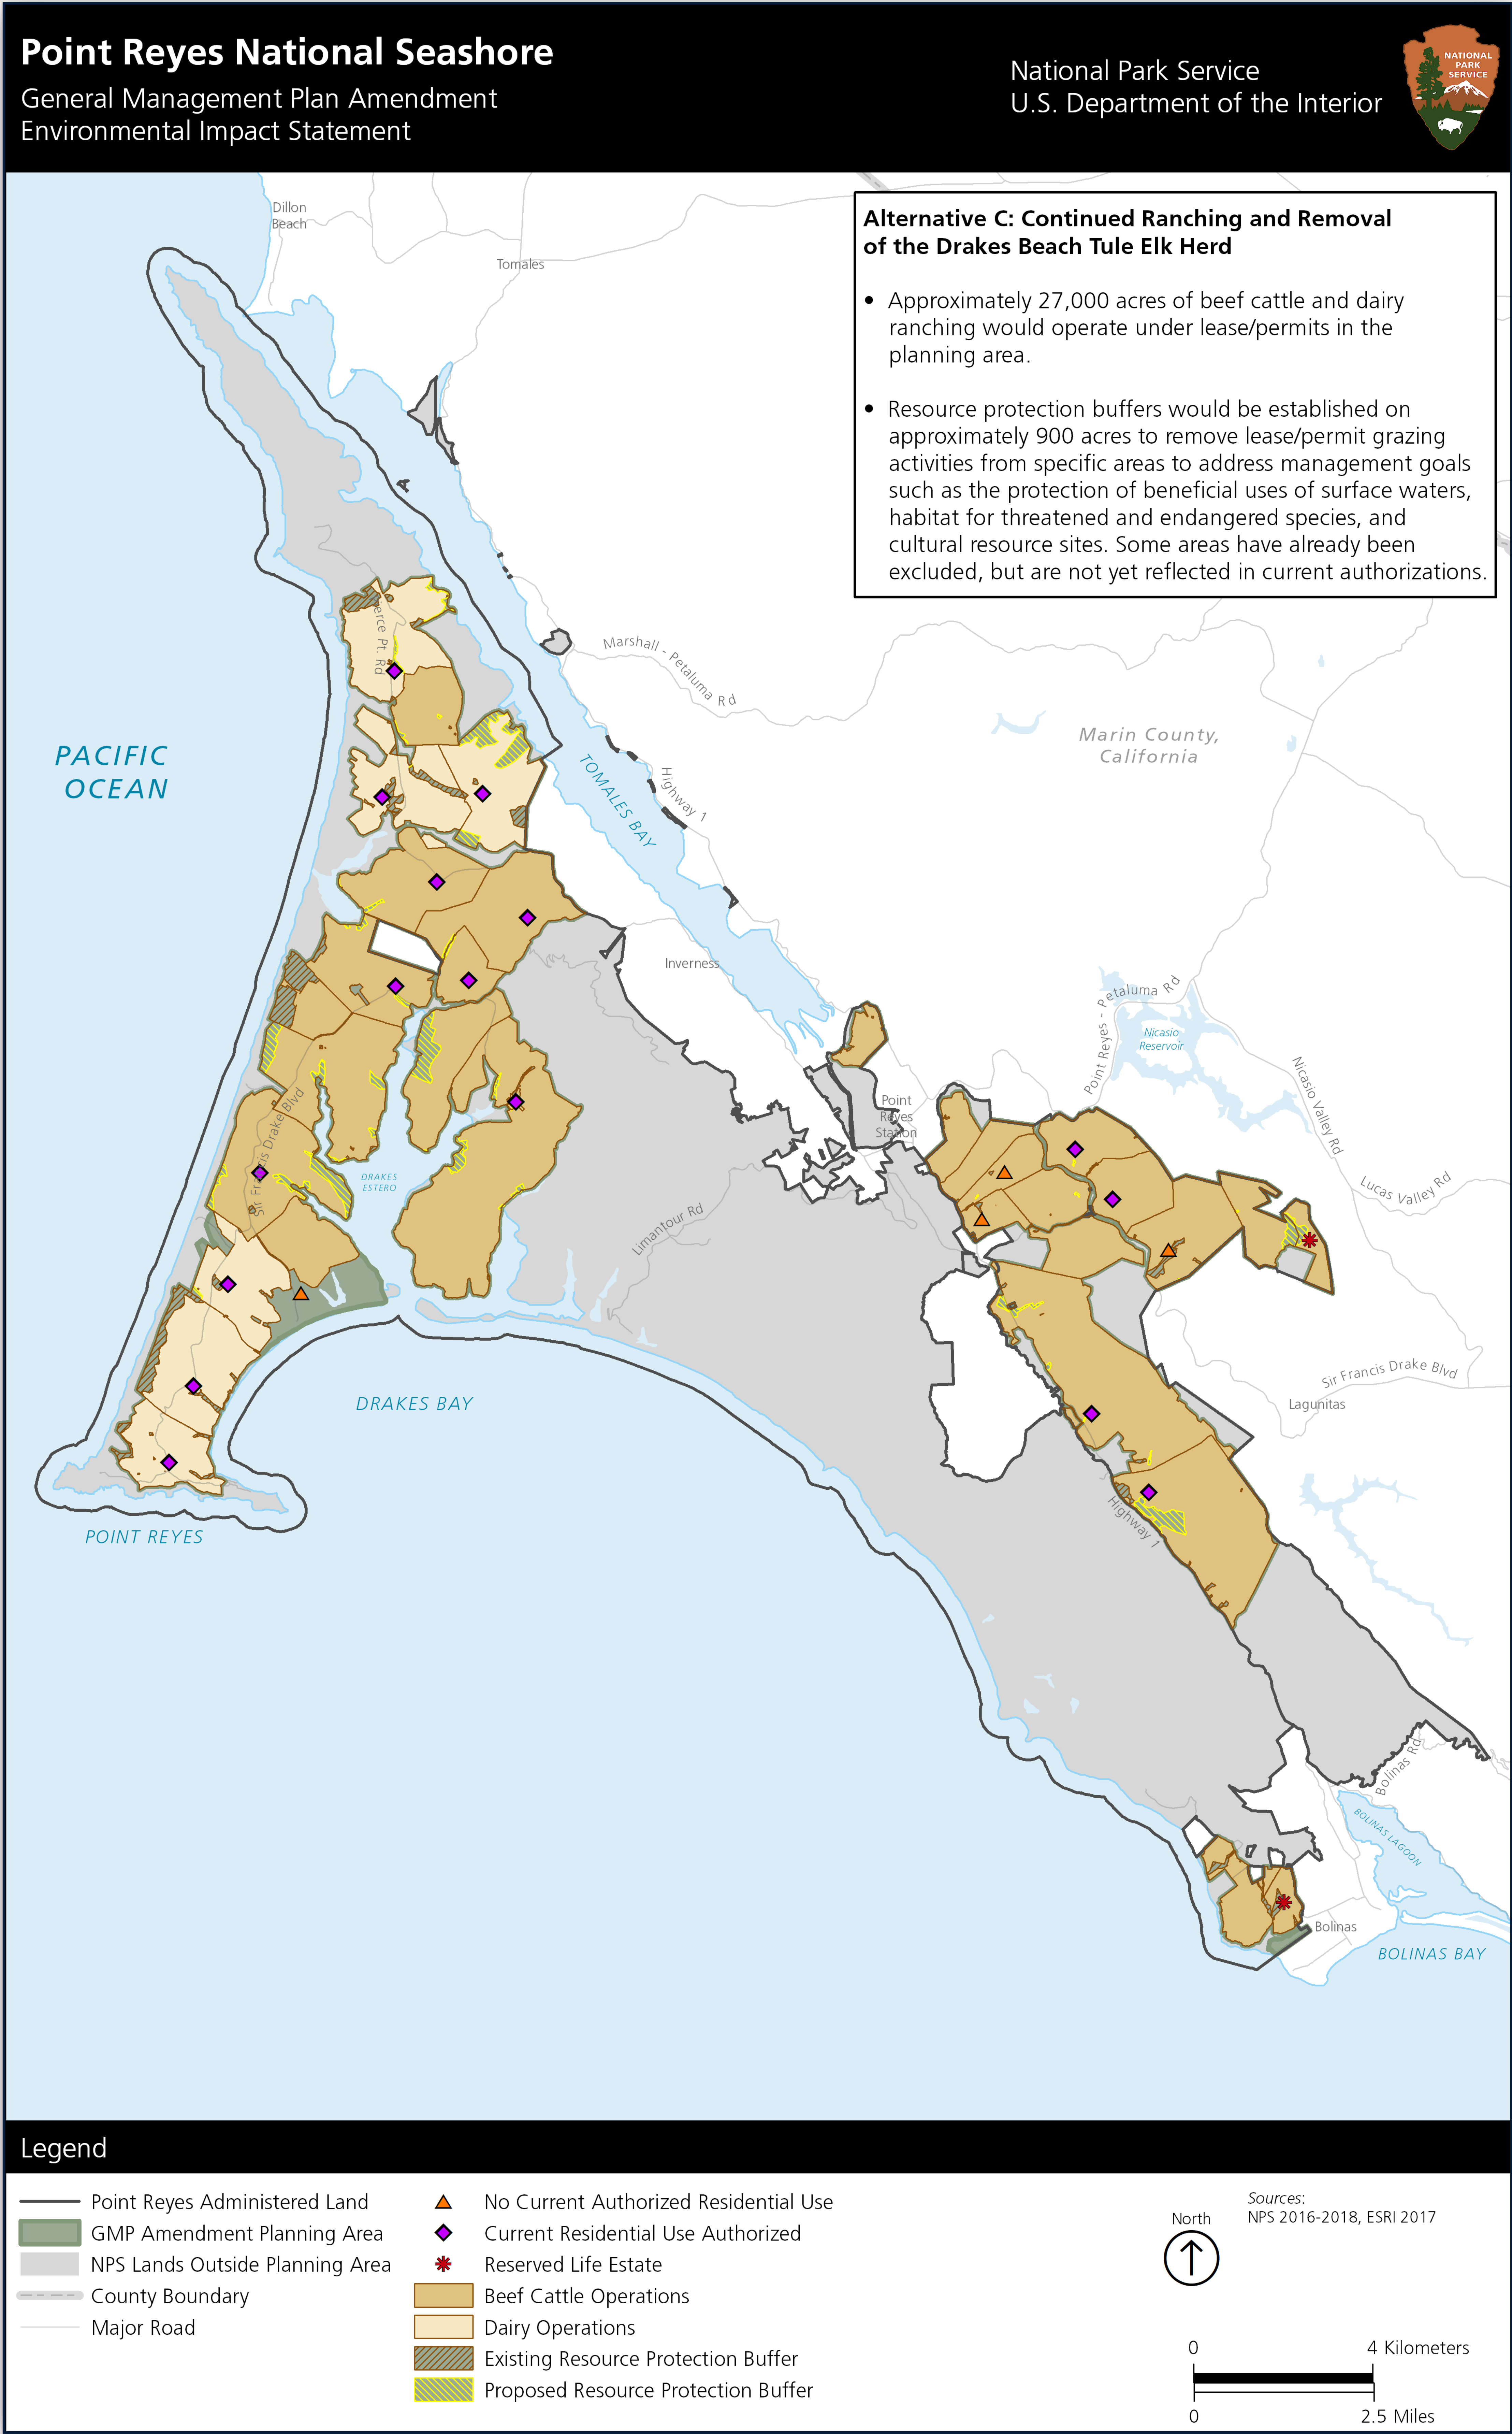 Point Reyes National Seashore
General Management Plan Amendment
Environmental Impact Statement
National Park Service
U.S. Department of the Interior
NATIONAL
PARK
SERVICE
Alternative C: Continued Ranching and Removal
of the Drakes Beach Tule Elk Herd
• Approximately 27,000 acres of beef cattle and dairy
ranching would operate under lease/permits in the
planning area.
• Resource protection buffers would be established on
approximately 900 acres to remove lease/permit grazing
activities from specific areas to address management goals
such as the protection of beneficial uses of surface waters,
habitat for threatened and endangered species, and
cultural resource sites. Some areas have already been
excluded, but are not yet reflected in current authorizations.
Dillon
Beach
Tomales
erce Pt. Rd
Marshall - Petaluma Rd
Marin County,
California
PACIFIC
OCEAN
TOMALES BAY
Highway 1
Inverness
Point Reyes - Petaluma Rd
Nicasio
Reservoir
Nicasio Valley Rd
Point
Reyes
Station
Lucas Valley Rd
Sir Francis Drake Blvd
DRAKES
ESTERO
Limantour Rd
DRAKES BAY
Sir Francis Drake Blvd
Lagunitas
POINT REYES
Highway 1
Bolinas Rd
BOLINAS LAGOON
Bolinas
BOLINAS BAY
Legend
Point Reyes Administered Land
GMP Amendment Planning Area
NPS Lands Outside Planning Area
County Boundary
Major Road
No Current Authorized Residential Use
Current Residential Use Authorized
Reserved Life Estate
Beef Cattle Operations
Dairy Operations
Existing Resource Protection Buffer
Proposed Resource Protection Buffer
North
Sources:
NPS 2016-2018, ESRI 2017
0 4 Kilometers
0 2.5 Miles